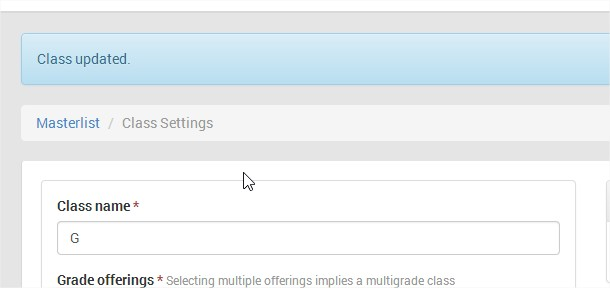 Class updated.
Masterlist / Class Settings
Class name *
G
Grade offerings * Selecting multiple offerings implies a multigrade class